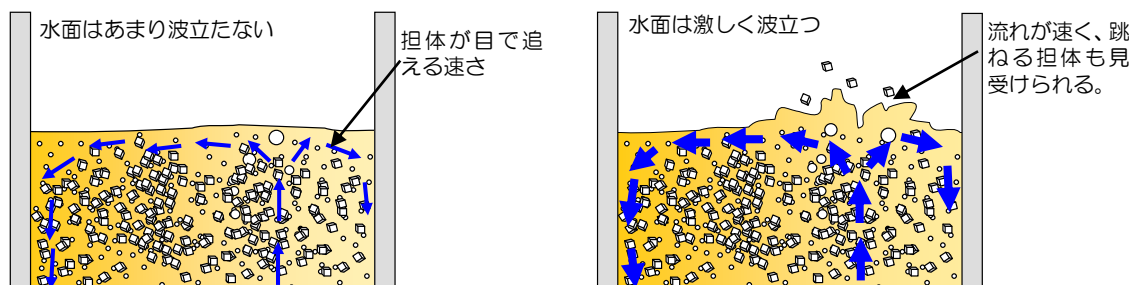 水面はあまり波立たない
担体が目で追
える速さ
水面は激しく波立つ
流れが速く、跳
ねる担体も見
受けられる。